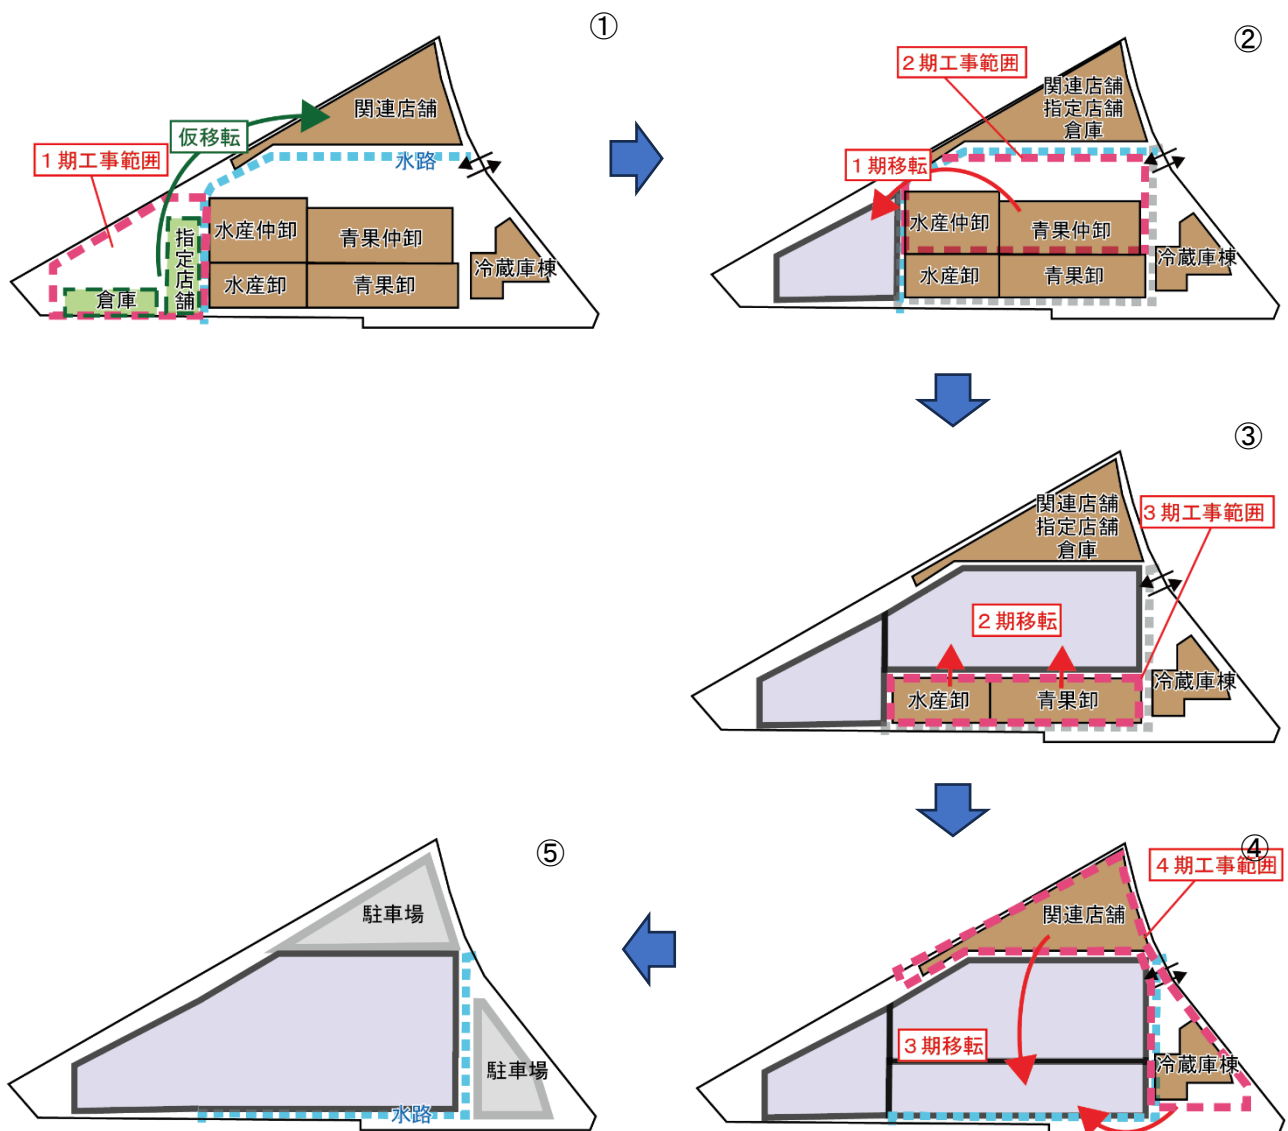 ①
関連店舗
仮移転
1期工事範囲
水路
水産仲卸
青果仲卸
指定店舗
倉庫
水産卸
青果卸
冷蔵庫棟
②
2期工事範囲
関連店舗
指定店舗
倉庫
1期移転
水産仲卸
青果仲卸
冷蔵庫棟
水産卸
青果卸
③
関連店舗
指定店舗
倉庫
3期工事範囲
2期移転
冷蔵庫棟
水産卸
青果卸
④
4期工事範囲
関連店舗
3期移転
冷蔵庫棟
⑤
駐車場
駐車場
水路